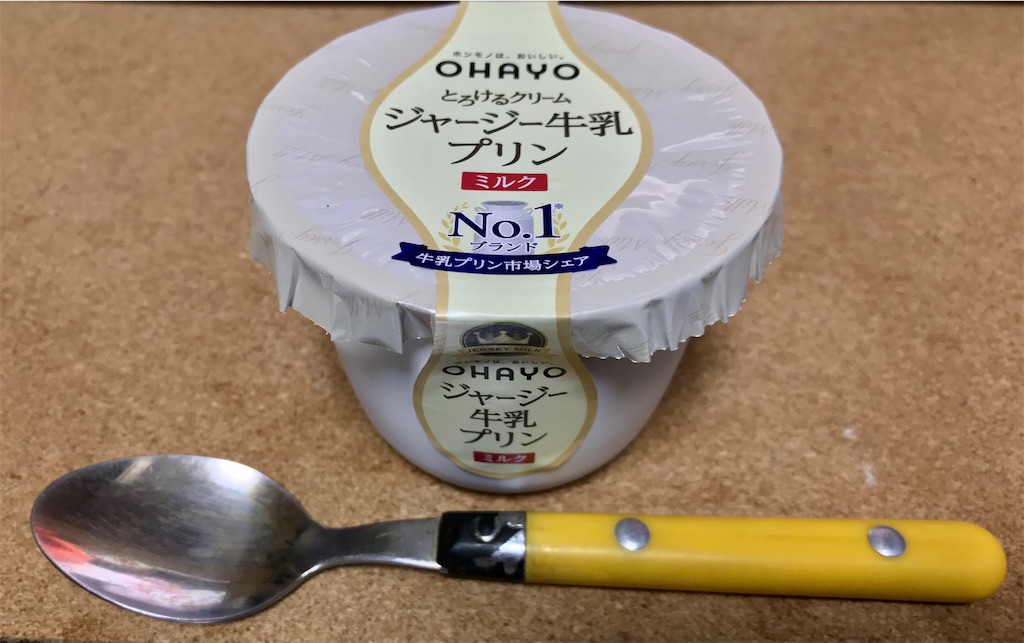 ホンモノは、おいしい。
OHAYO
とろけるクリーム
ジャージー牛乳
プリン
ミルク
No.1※
ブランド
牛乳プリン市場シェア
JERSEY MILK
ホンモノは、おいしい。
OHAYO
ジャージー
牛乳
プリン
ミルク